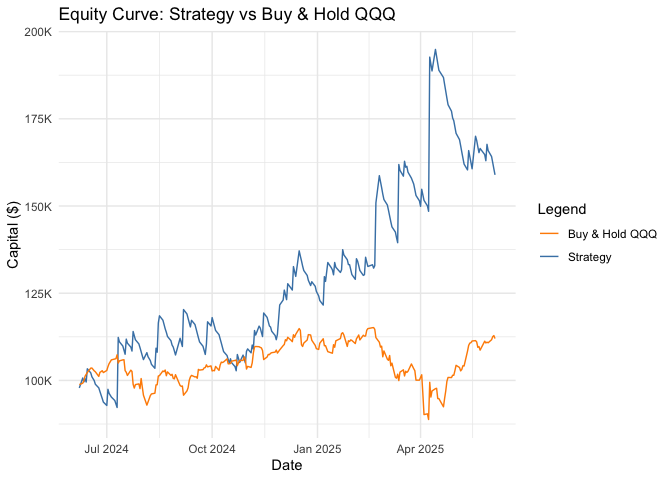 Equity Curve: Strategy vs Buy & Hold QQQ
200K
175K
150K
125K
100K
Capital ($)
Jul 2024
Oct 2024
Jan 2025
Apr 2025
Date
Legend
Buy & Hold QQQ
Strategy